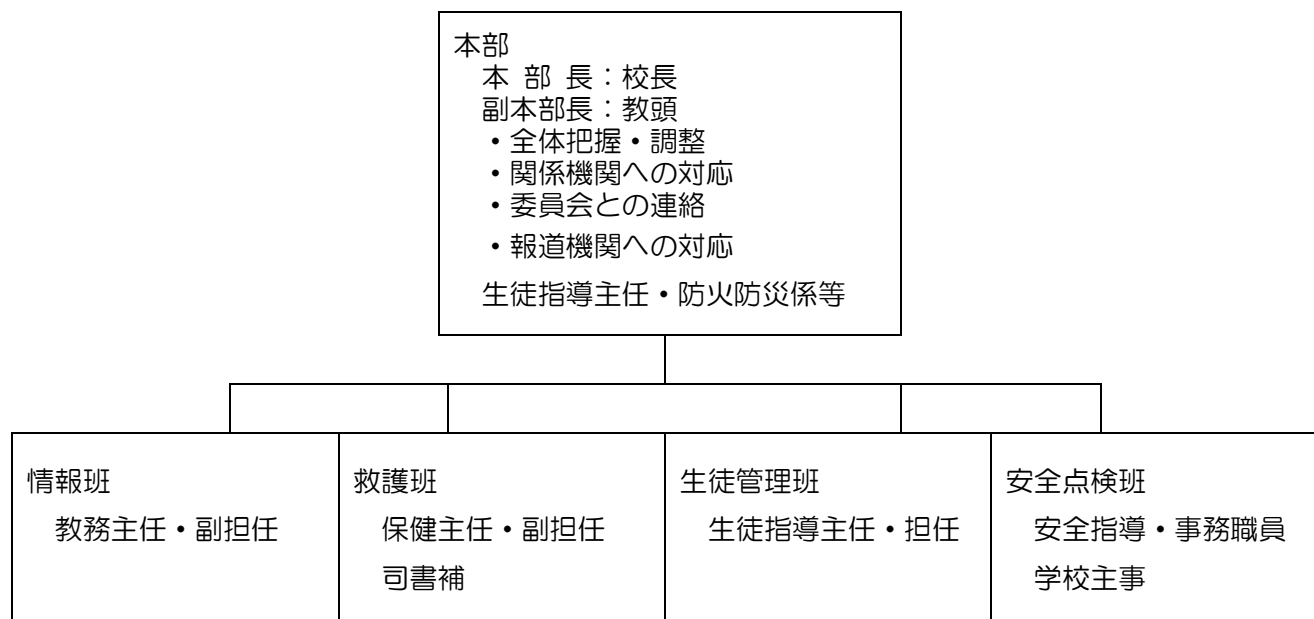 本部
本 部 長：校長
副本部長：教頭
・全体把握・調整
・関係機関への対応
・委員会との連絡
・報道機関への対応
生徒指導主任・防火防災係等
情報班
教務主任・副担任
救護班
保健主任・副担任
司書補
生徒管理班
生徒指導主任・担任
安全点検班
安全指導・事務職員
学校主事